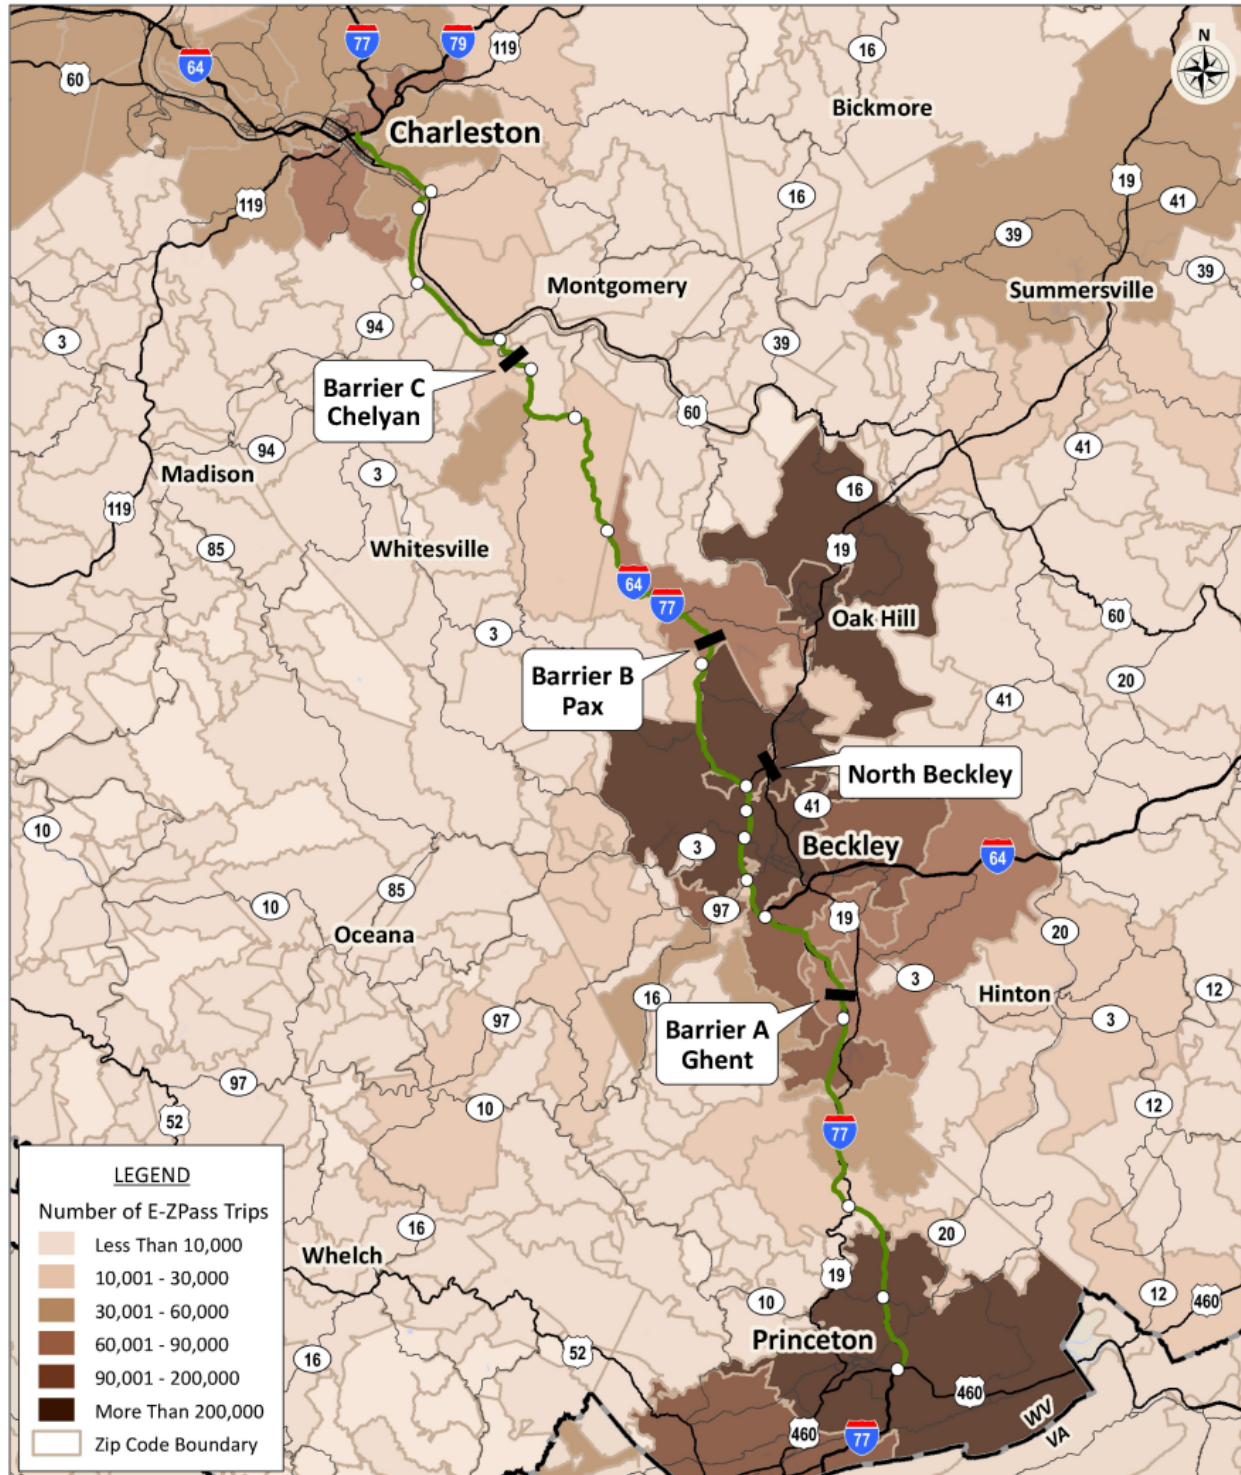 77
79
119
16
N
64
60
Bickmore
Charleston
19
16
41
119
39
39
Montgomery
Summersville
94
3
39
Barrier C
Chelyan
60
94
41
Madison
3
16
119
85
19
Whitesville
64
77
60
Oak Hill
3
Barrier B
Pax
20
41
North Beckley
41
10
3
Beckley
64
85
10
97
19
20
Oceana
3
16
Hinton
12
97
Barrier A
Ghent
3
97
10
12
52
77
LEGEND
Number of E-ZPass Trips
Less Than 10,000
10,001 - 30,000
30,001 - 60,000
60,001 - 90,000
90,001 - 200,000
More Than 200,000
Zip Code Boundary
16
20
Whelch
19
12
460
10
Princeton
52
16
460
WV
VA
460
77